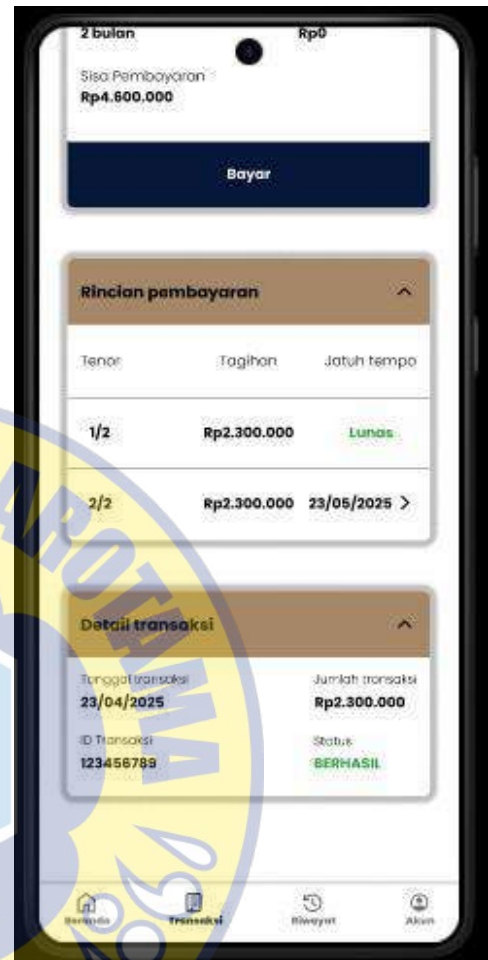 2 bulan Rp0
Sisa Pembayaran
Rp4.600.000
Bayar
Rincian pembayaran
Tenor Tagihan Jatuh tempo
1/2 Rp2.300.000 Lunas
2/2 Rp2.300.000 23/05/2025
Detail transaksi
Tanggal transaksi Jumlah transaksi
23/04/2025 Rp2.300.000
ID Transaksi Status
123456789 BERHASIL
Beranda Transaksi Riwayat Akun